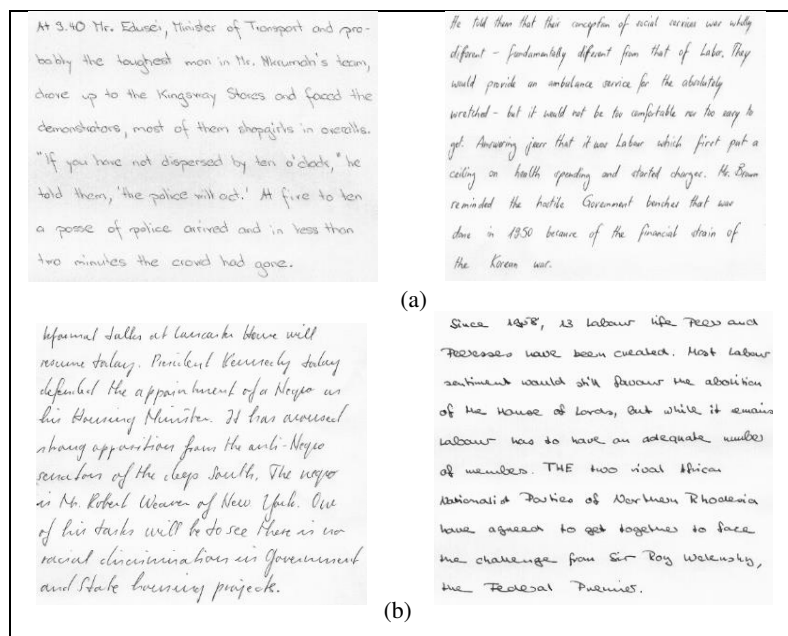 At 3.40 Mr. Edusei, Minister of Transport and pro-
bably the toughest man in Mr. Nkrumah's team,
drove up to the Kingsway Stores and faced the
demonstrators, most of them shopgirls in overalls.
"If you have not dispersed by ten o'clock," he
told them, 'the police will act.' At five to ten
a posse of police arrived and in less than
two minutes the crowd had gone.
He told them that their conception of social services was wholly
different - fundamentally different from that of Labor. They
would provide an ambulance service for the absolutely
wretched - but it would not be too comfortable nor too easy to
get. Answering jeers that it was Labour which first put a
ceiling on health spending and started charges. Mr. Brown
reminded the hostile Government benches that was
done in 1950 because of the financial strain of
the Korean war.
(a)
Informal talks at Lancaster House will
resume today. President Kennedy today
defended the appointment of a Negro as
his Housing Minister. It has aroused
strong opposition from the anti-Negro
senators of the deep South. The negro
is Mr. Robert Weaver of New York. One
of his tasks will be to see there is no
racial discrimination in Government
and State housing projects.
Since 1958, 13 Labour life Peers and
Peeresses have been created. Most Labour
sentiment would still favour the abolition
of the House of Lords, but while it remains
Labour has to have an adequate number
of members. THE two rival African
Nationalist Parties of Northern Rhodesia
have agreed to get together to face
the challenge from Sir Roy Welensky,
the Federal Premier.
(b)